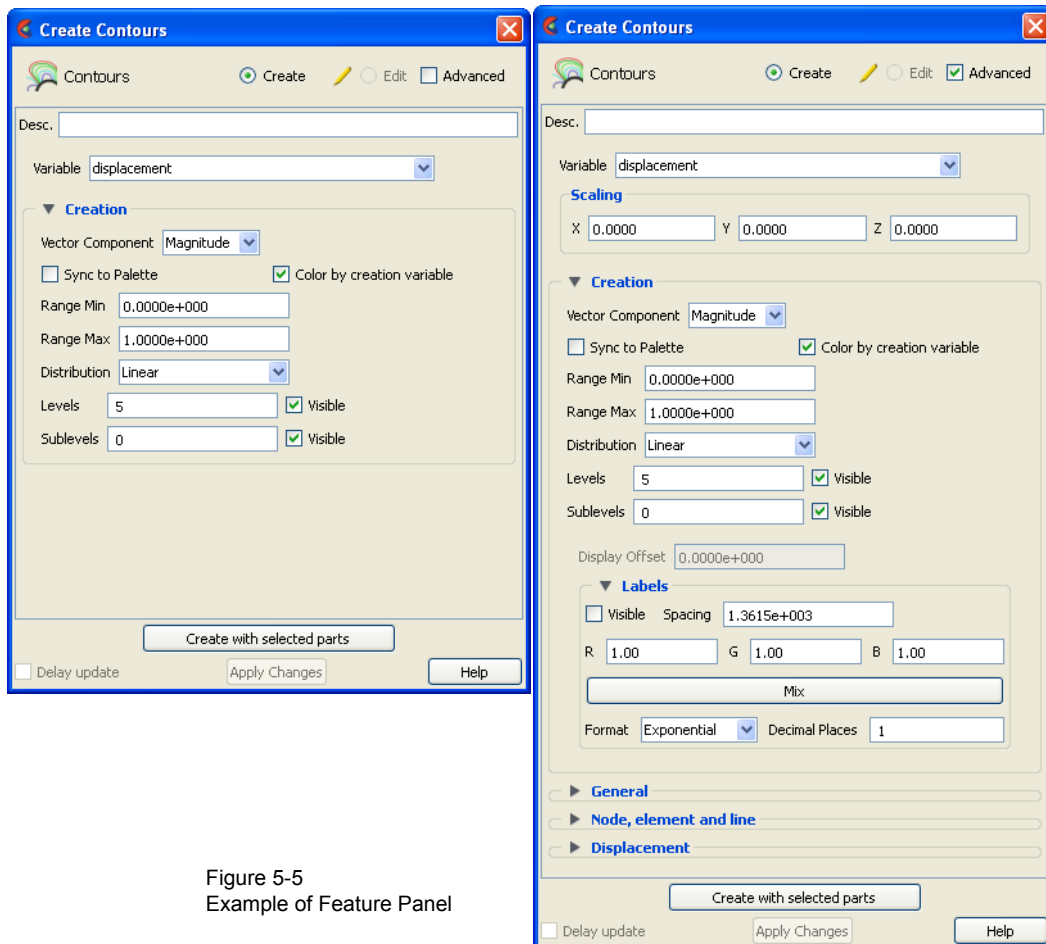 Create Contours
Contours Create Edit Advanced
Desc.
Variable displacement
Creation
Vector Component Magnitude
Sync to Palette Color by creation variable
Range Min 0.0000e+000
Range Max 1.0000e+000
Distribution Linear
Levels 5 Visible
Sublevels 0 Visible
Create with selected parts
Delay update Apply Changes Help
Create Contours
Contours Create Edit Advanced
Desc.
Variable displacement
Scaling
X 0.0000 Y 0.0000 Z 0.0000
Creation
Vector Component Magnitude
Sync to Palette Color by creation variable
Range Min 0.0000e+000
Range Max 1.0000e+000
Distribution Linear
Levels 5 Visible
Sublevels 0 Visible
Display Offset 0.0000e+000
Labels
Visible Spacing 1.3615e+003
R 1.00 G 1.00 B 1.00
Mix
Format Exponential Decimal Places 1
General
Node, element and line
Displacement
Create with selected parts
Delay update Apply Changes Help
Figure 5-5
Example of Feature Panel